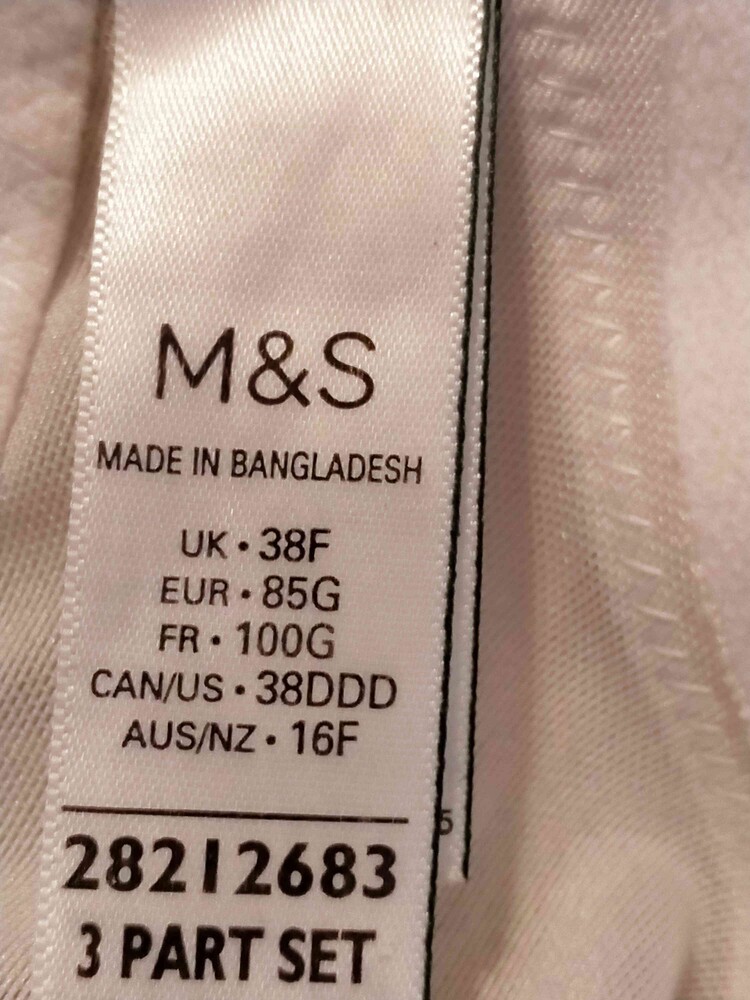 M&S
MADE IN BANGLADESH
UK • 38F
EUR • 85G
FR • 100G
CAN/US • 38DDD
AUS/NZ • 16F
28212683
3 PART SET